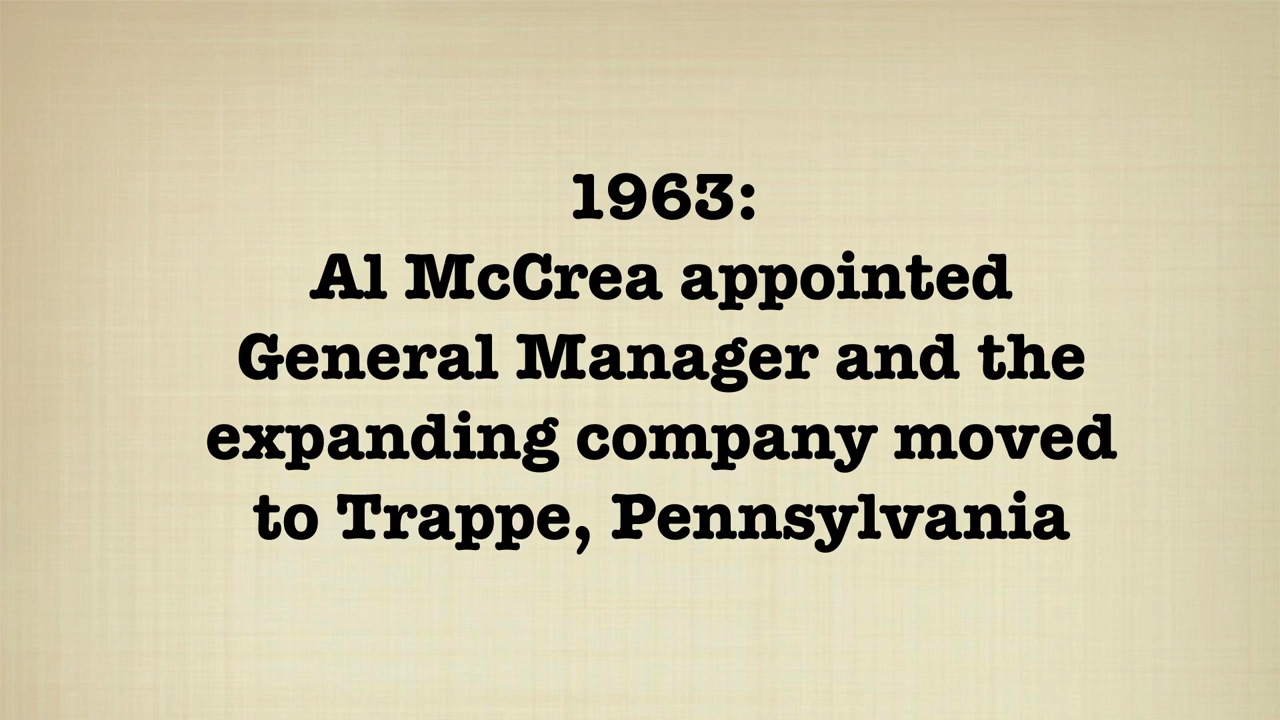 1963:
Al McCrea appointed
General Manager and the
expanding company moved
to Trappe, Pennsylvania